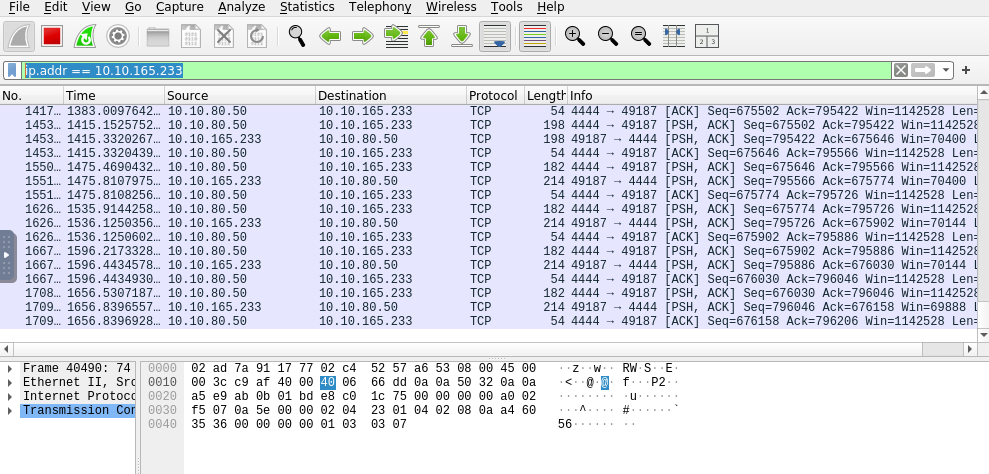 File Edit View Go Capture Analyze Statistics Telephony Wireless Tools Help
ip.addr == 10.10.165.233
No. Time Source Destination Protocol Length Info
1417… 1383.0097642… 10.10.80.50 10.10.165.233 TCP 54 4444 → 49187 [ACK] Seq=675502 Ack=795422 Win=1142528 Len=
1453… 1415.1525752… 10.10.80.50 10.10.165.233 TCP 198 4444 → 49187 [PSH, ACK] Seq=675502 Ack=795422 Win=1142528
1453… 1415.3320267… 10.10.165.233 10.10.80.50 TCP 198 49187 → 4444 [PSH, ACK] Seq=795422 Ack=675646 Win=70400 L
1453… 1415.3320439… 10.10.80.50 10.10.165.233 TCP 54 4444 → 49187 [ACK] Seq=675646 Ack=795566 Win=1142528 Len=
1550… 1475.4690432… 10.10.80.50 10.10.165.233 TCP 182 4444 → 49187 [PSH, ACK] Seq=675646 Ack=795566 Win=1142528
1551… 1475.8107975… 10.10.165.233 10.10.80.50 TCP 214 49187 → 4444 [PSH, ACK] Seq=795566 Ack=675774 Win=70400 L
1551… 1475.8108256… 10.10.80.50 10.10.165.233 TCP 54 4444 → 49187 [ACK] Seq=675774 Ack=795726 Win=1142528 Len=
1626… 1535.9144258… 10.10.80.50 10.10.165.233 TCP 182 4444 → 49187 [PSH, ACK] Seq=675774 Ack=795726 Win=1142528
1626… 1536.1250356… 10.10.165.233 10.10.80.50 TCP 214 49187 → 4444 [PSH, ACK] Seq=795726 Ack=675902 Win=70144 L
1626… 1536.1250602… 10.10.80.50 10.10.165.233 TCP 54 4444 → 49187 [ACK] Seq=675902 Ack=795886 Win=1142528 Len=
1667… 1596.2173328… 10.10.80.50 10.10.165.233 TCP 182 4444 → 49187 [PSH, ACK] Seq=675902 Ack=795886 Win=1142528
1667… 1596.4434578… 10.10.165.233 10.10.80.50 TCP 214 49187 → 4444 [PSH, ACK] Seq=795886 Ack=676030 Win=70144 L
1667… 1596.4434930… 10.10.80.50 10.10.165.233 TCP 54 4444 → 49187 [ACK] Seq=676030 Ack=796046 Win=1142528 Len=
1708… 1656.5307187… 10.10.80.50 10.10.165.233 TCP 182 4444 → 49187 [PSH, ACK] Seq=676030 Ack=796046 Win=1142528
1709… 1656.8396557… 10.10.165.233 10.10.80.50 TCP 214 49187 → 4444 [PSH, ACK] Seq=796046 Ack=676158 Win=69888 L
1709… 1656.8396928… 10.10.80.50 10.10.165.233 TCP 54 4444 → 49187 [ACK] Seq=676158 Ack=796206 Win=1142528 Len=
Frame 40490: 74
Ethernet II, Src
Internet Protoco
Transmission Con
0000 02 ad 7a 91 17 77 02 c4 52 57 a6 53 08 00 45 00 ··z··w·· RW·S··E·
0010 00 3c c9 af 40 00 40 06 66 dd 0a 0a 50 32 0a 0a ·<··@·@· f···P2··
0020 a5 e9 ab 0b 01 bd e8 c0 1c 75 00 00 00 00 a0 02 ········ ·u······
0030 f5 07 0a 5e 00 00 02 04 23 01 04 02 08 0a a4 60 ···^···· #······`
0040 35 36 00 00 00 00 01 03 03 07 56······ ··